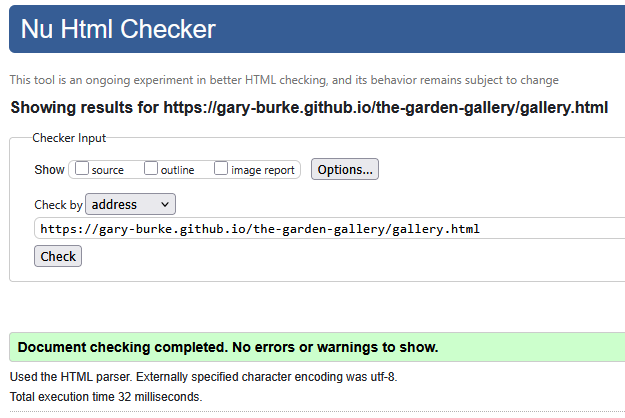 Nu Html Checker
This tool is an ongoing experiment in better HTML checking, and its behavior remains subject to change
Showing results for https://gary-burke.github.io/the-garden-gallery/gallery.html
Checker Input
Show source outline image report Options...
Check by address
https://gary-burke.github.io/the-garden-gallery/gallery.html
Check
Document checking completed. No errors or warnings to show.
Used the HTML parser. Externally specified character encoding was utf-8.
Total execution time 32 milliseconds.